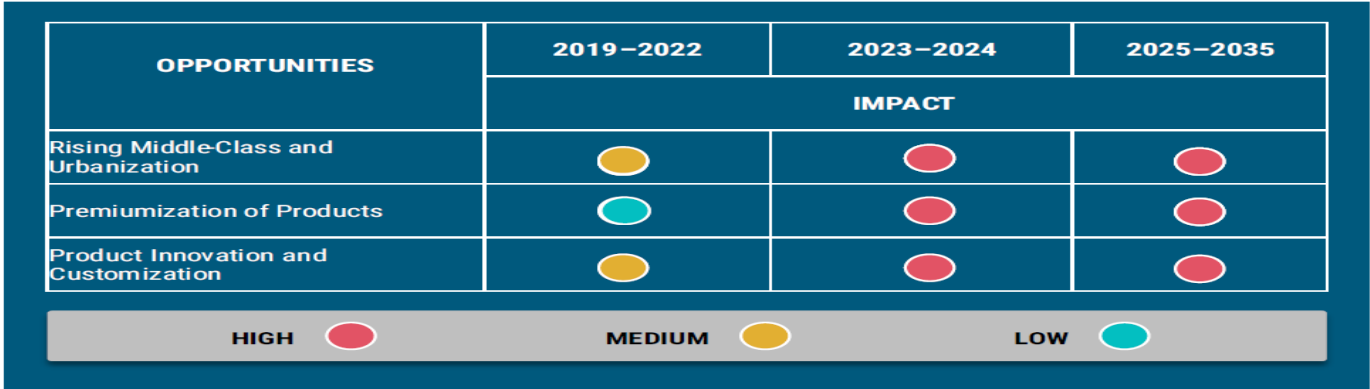 OPPORTUNITIES
2019–2022
2023–2024
2025–2035
IMPACT
Rising Middle-Class and
Urbanization
Premiumization of Products
Product Innovation and
Customization
HIGH
MEDIUM
LOW